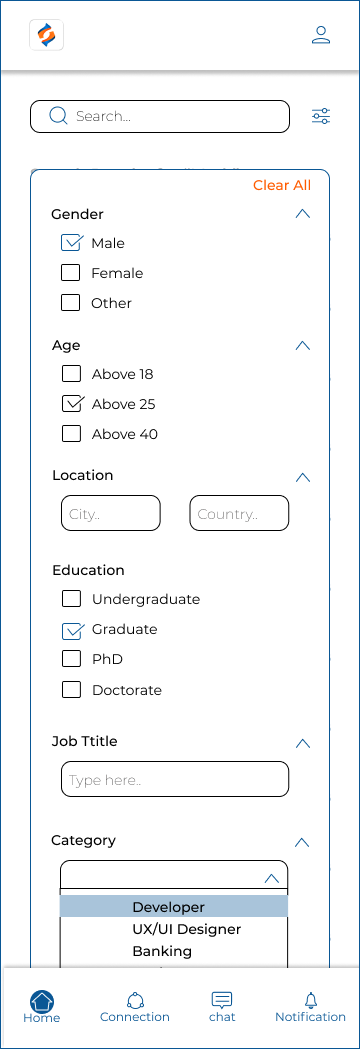 Search...
Clear All
Gender
Male
Female
Other
Age
Above 18
Above 25
Above 40
Location
City..
Country..
Education
Undergraduate
Graduate
PhD
Doctorate
Job Ttitle
Type here..
Category
Developer
UX/UI Designer
Banking
Home
Connection
chat
Notification